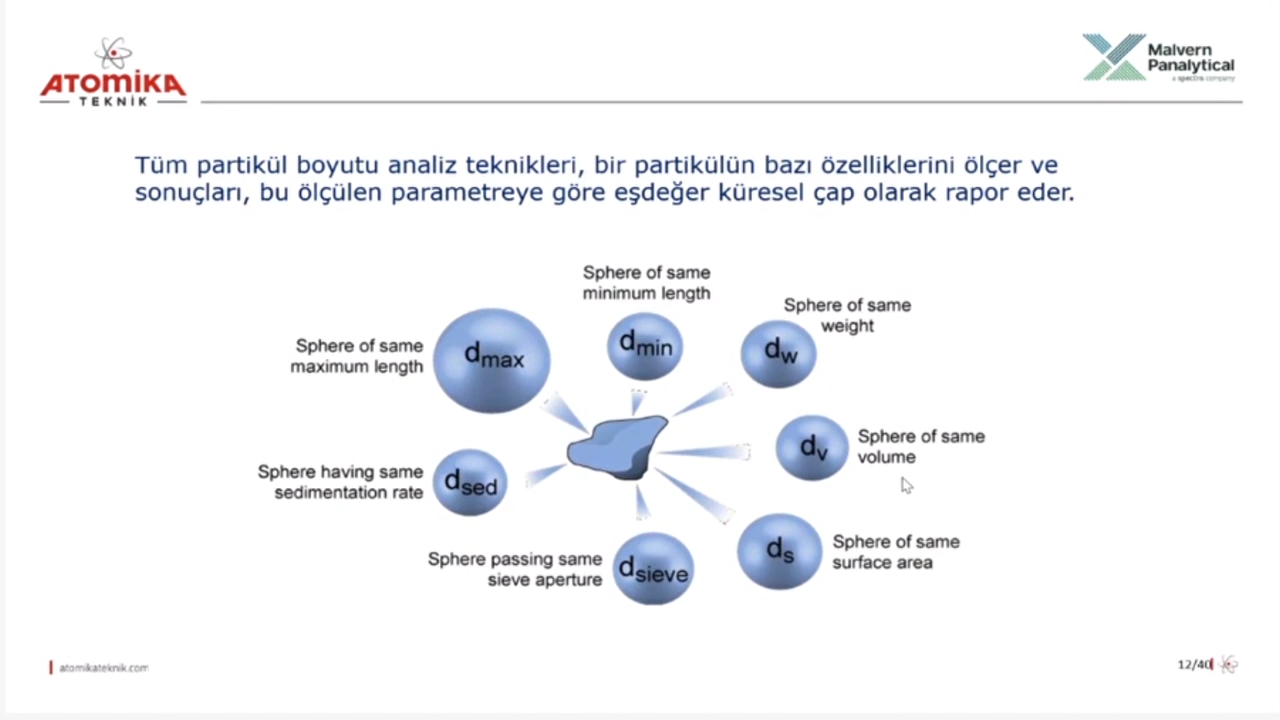 ATOMİKA
TEKNİK
Malvern
Panalytical
a spectris company
Tüm partikül boyutu analiz teknikleri, bir partikülün bazı özelliklerini ölçer ve
sonuçları, bu ölçülen parametreye göre eşdeğer küresel çap olarak rapor eder.
Sphere of same
minimum length
dmin
Sphere of same
weight
dw
Sphere of same
maximum length
dmax
Sphere of same
volume
dv
Sphere having same
sedimentation rate
dsed
Sphere of same
surface area
ds
Sphere passing same
sieve aperture
dsieve
atomikateknik.com
12/40